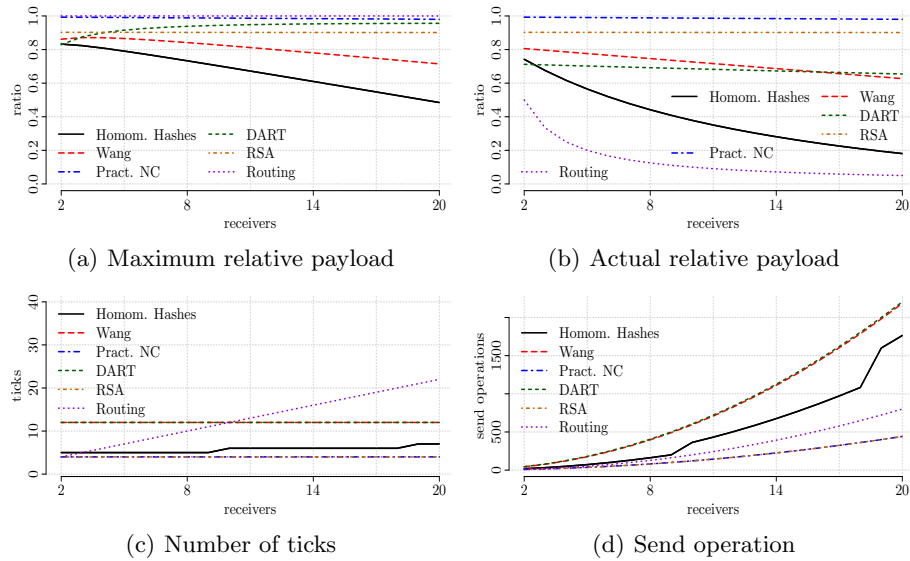 ratio
0.0 0.2 0.4 0.6 0.8 1.0
Homom. Hashes
Wang
Pract. NC
DART
RSA
Routing
2 8 14 20
receivers
(a) Maximum relative payload
ratio
0.0 0.2 0.4 0.6 0.8 1.0
Homom. Hashes
Pract. NC
Wang
DART
RSA
Routing
2 8 14 20
receivers
(b) Actual relative payload
ticks
0 10 20 30 40
Homom. Hashes
Wang
Pract. NC
DART
RSA
Routing
2 8 14 20
receivers
(c) Number of ticks
send operations
0 500 1500
Homom. Hashes
Wang
Pract. NC
DART
RSA
Routing
2 8 14 20
receivers
(d) Send operation